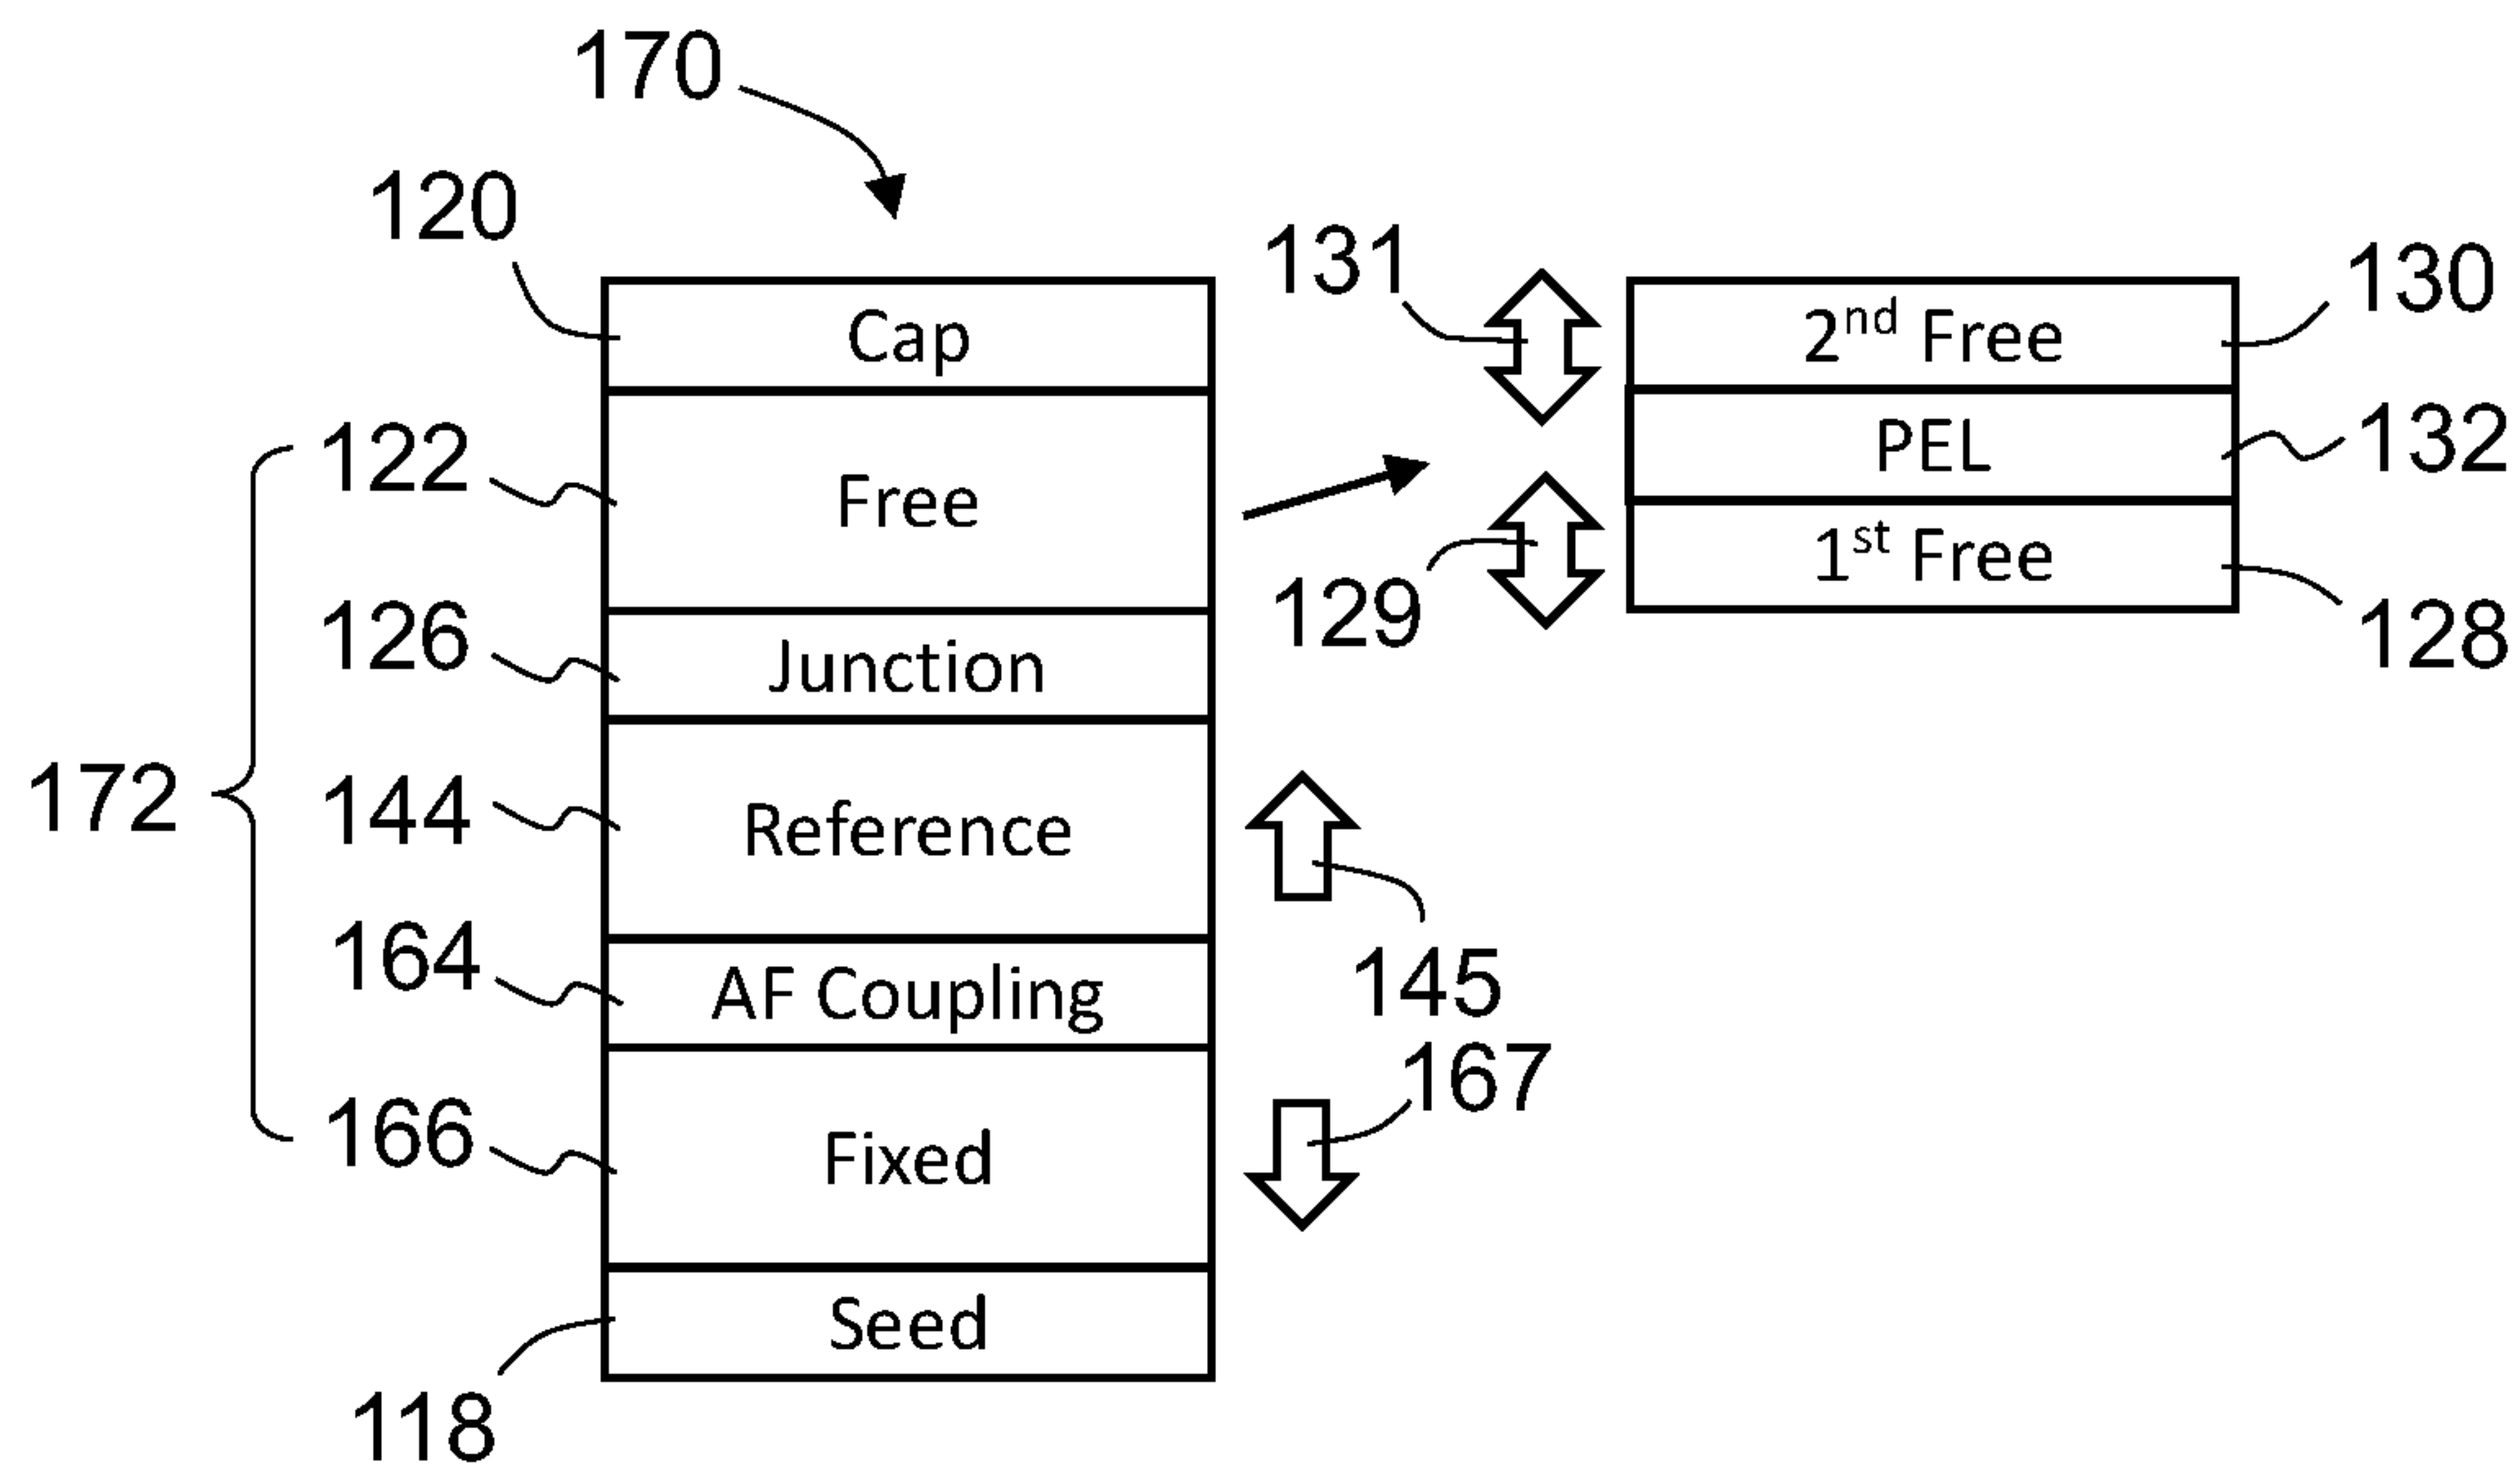 170
120
131
130
Cap
2nd Free
122
132
PEL
Free
1st Free
129
128
126
Junction
172
144
Reference
164
145
AF Coupling
167
166
Fixed
Seed
118